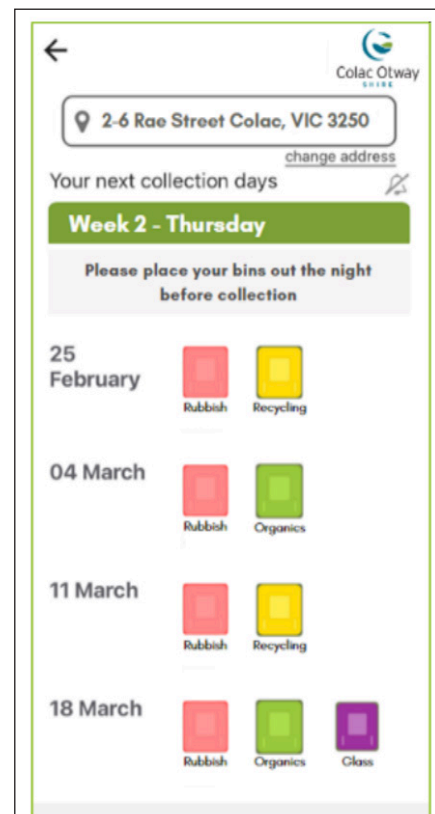 Colac Otway
SHIRE
2-6 Rae Street Colac, VIC 3250
change address
Your next collection days
Week 2 - Thursday
Please place your bins out the night
before collection
25
February
Rubbish Recycling
04 March
Rubbish Organics
11 March
Rubbish Recycling
18 March
Rubbish Organics Glass